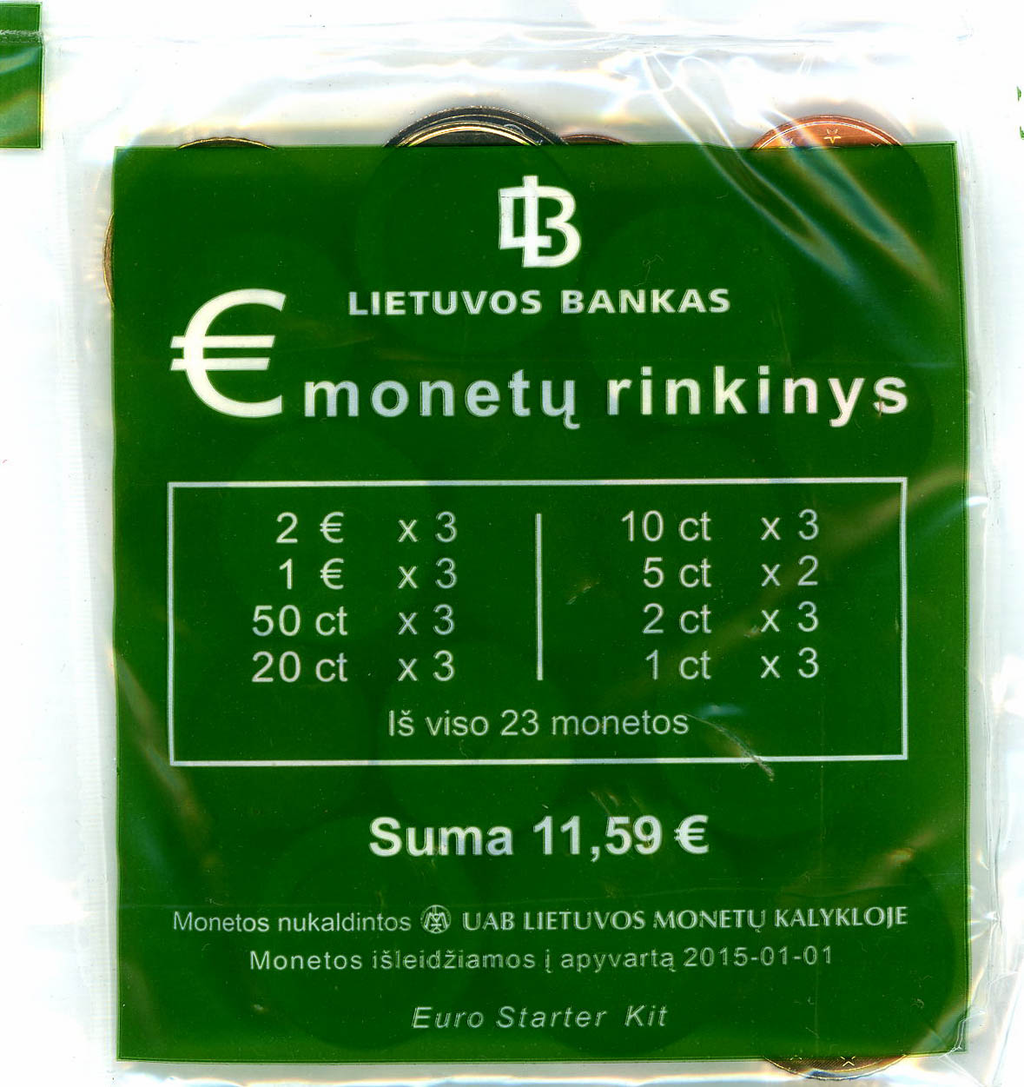 LIETUVOS BANKAS
€ monetų rinkinys
2 € x 3
1 € x 3
50 ct x 3
20 ct x 3
10 ct x 3
5 ct x 2
2 ct x 3
1 ct x 3
Iš viso 23 monetos
Suma 11,59 €
Monetos nukaldintos UAB LIETUVOS MONETŲ KALYKLOJE
Monetos išleidžiamos į apyvartą 2015-01-01
Euro Starter Kit